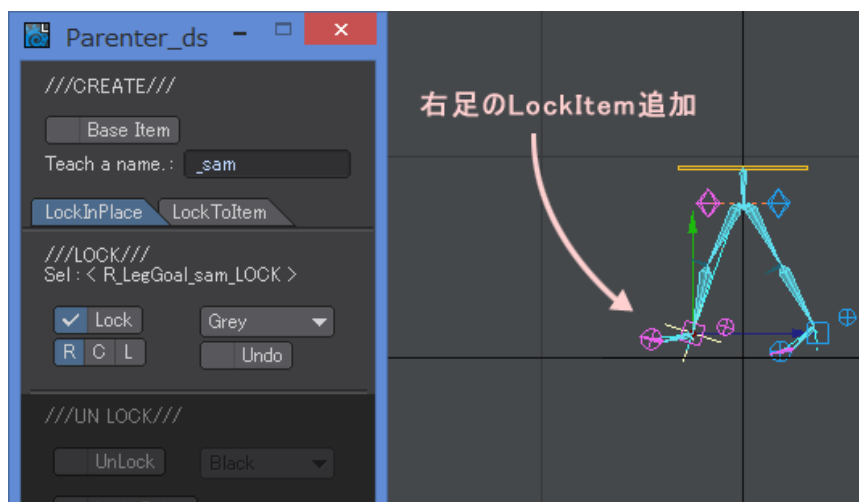 Parenter_ds
///CREATE///
Base Item
Teach a name.: _sam
LockInPlace LockToItem
///LOCK///
Sel : < R_LegGoal_sam_LOCK >
Lock Grey
R C L Undo
///UN LOCK///
UnLock Black
右足のLockItem追加